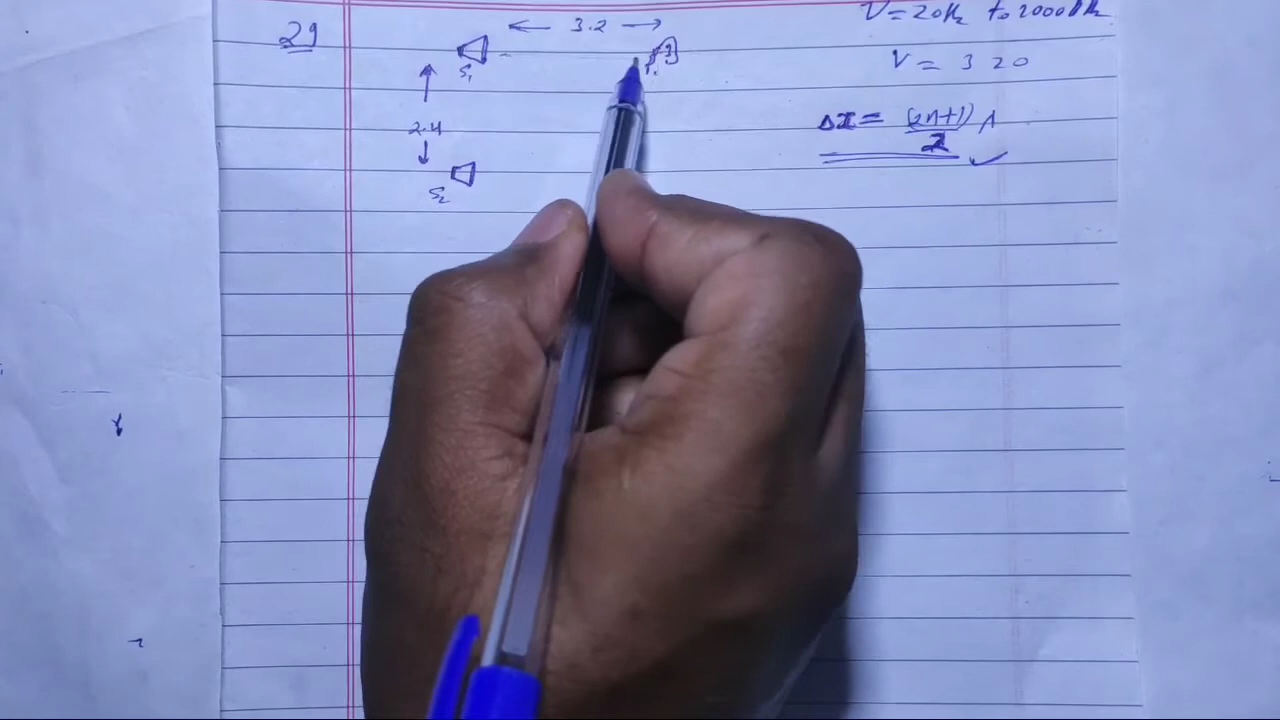 29
← 3.2 →
ν = 20Hz to 20000Hz
S₁
P.
V = 320
2.4
Δx = (2n+1)/2 λ
S₂